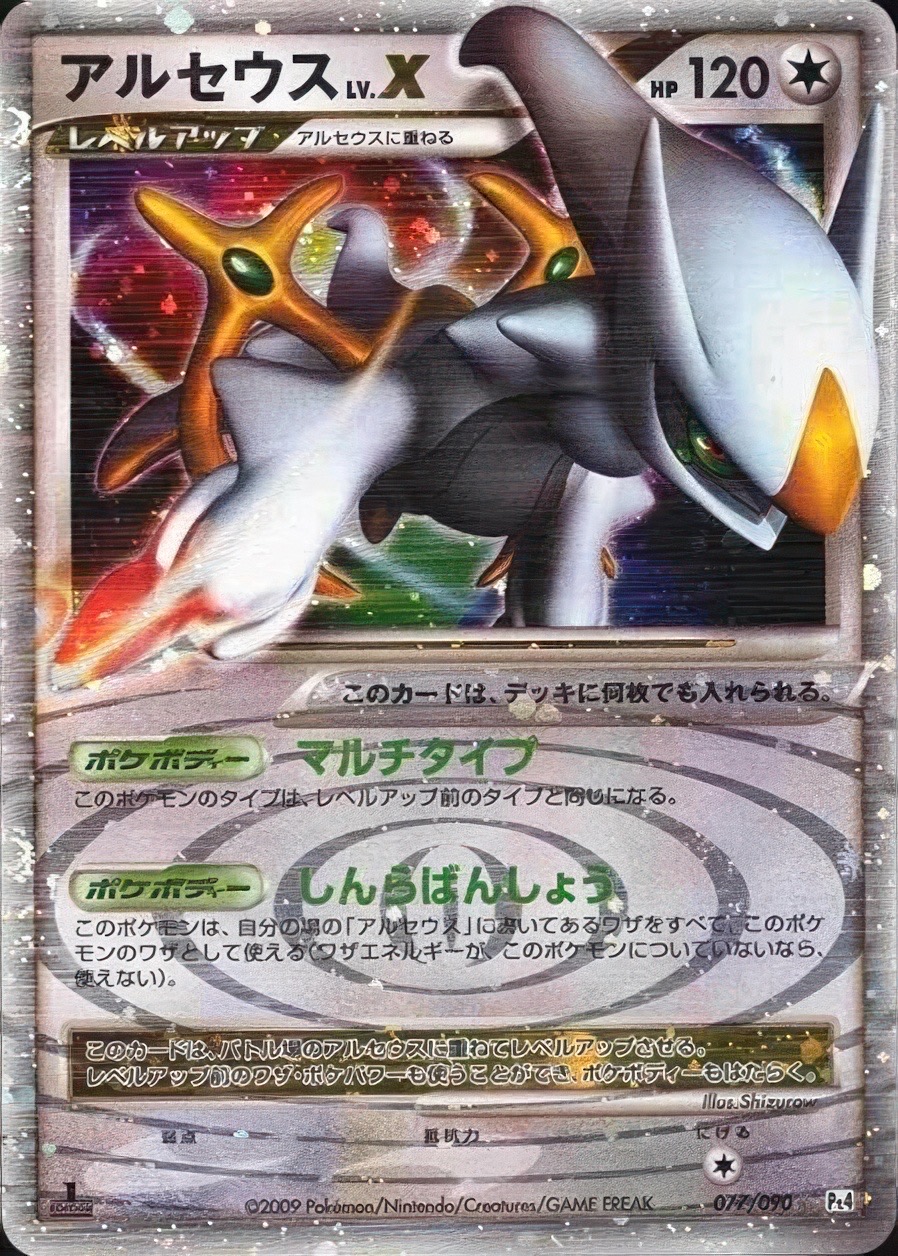 アルセウス LV.X
HP 120
レベルアップ アルセウスに重ねる
このカードは、デッキに何枚でも入れられる。
ポケボディー マルチタイプ
このポケモンのタイプは、レベルアップ前のタイプと同じになる。
ポケボディー しんらばんしょう
このポケモンは、自分の場の「アルセウス」においてあるワザをすべて、このポケ
モンのワザとして使える(ワザエネルギーが、このポケモンについていないなら、
使えない)。
このカードは、バトル場のアルセウスに重ねてレベルアップさせる。
レベルアップ前のワザ・ポケパワーも使うことができ、ポケボディーもはたらく。
Illus.Shizurow
弱点 抵抗力 にげる
1 EDITION
©2009 Pokémon/Nintendo/Creatures/GAME FREAK
077/090
Pt4